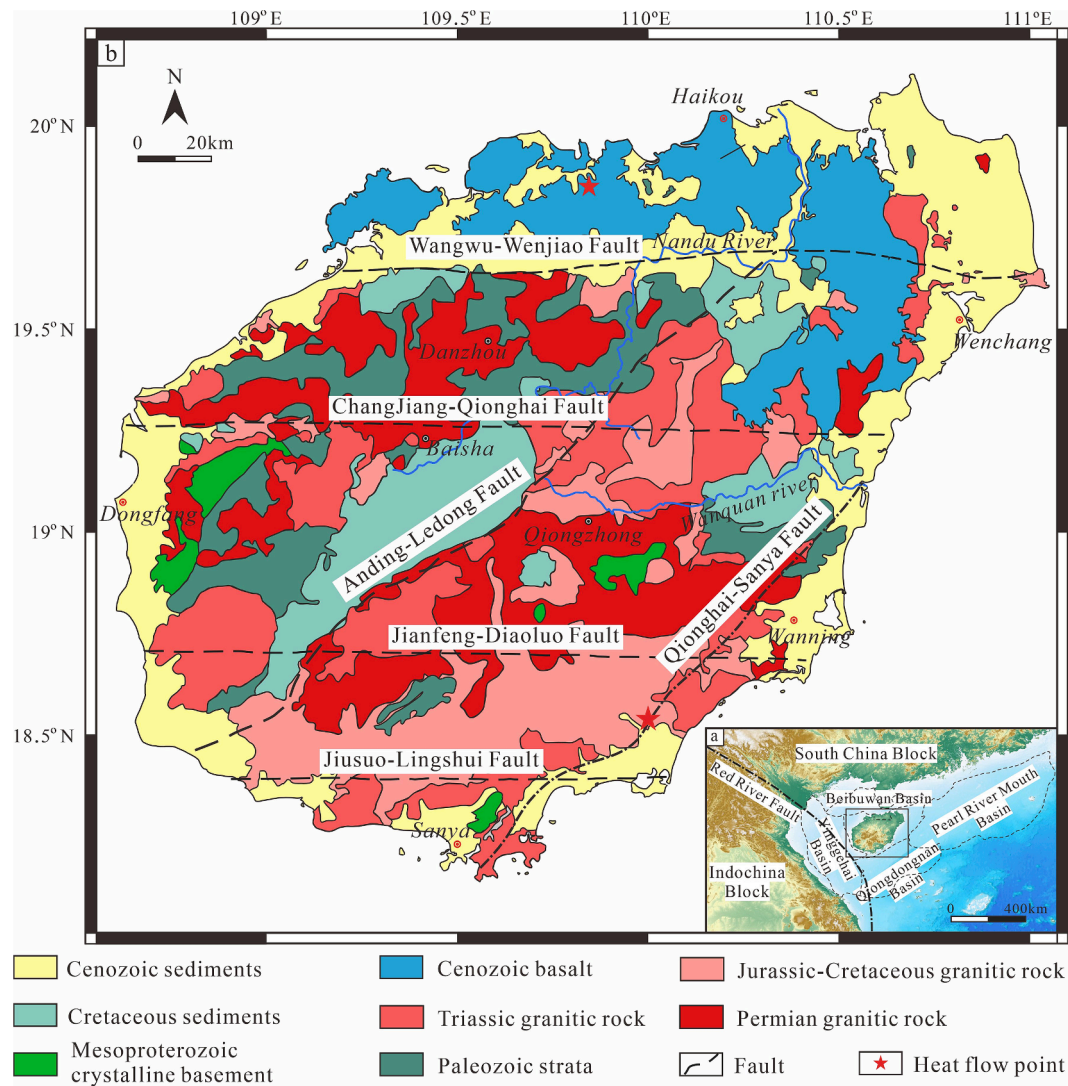 109° E
109.5° E
110° E
110.5° E
111° E
b
N
0 20km
20° N
19.5° N
19° N
18.5° N
Haikou
Nandu River
Wangwu-Wenjiao Fault
Wenchang
Danzhou
ChangJiang-Qionghai Fault
Baisha
Dongfang
Anding-Ledong Fault
Qiongzhong
Wanquan river
Qionghai-Sanya Fault
Jianfeng-Diaoluo Fault
Wanning
Jiusuo-Lingshui Fault
Sanya
a
South China Block
Red River Fault
Beibuwan Basin
Pearl River Mouth
Basin
Yinggehai
Basin
Qiongdongnan
Basin
Indochina
Block
0 400km
Cenozoic sediments
Cenozoic basalt
Jurassic-Cretaceous granitic rock
Cretaceous sediments
Triassic granitic rock
Permian granitic rock
Mesoproterozoic
crystalline basement
Paleozoic strata
Fault
Heat flow point